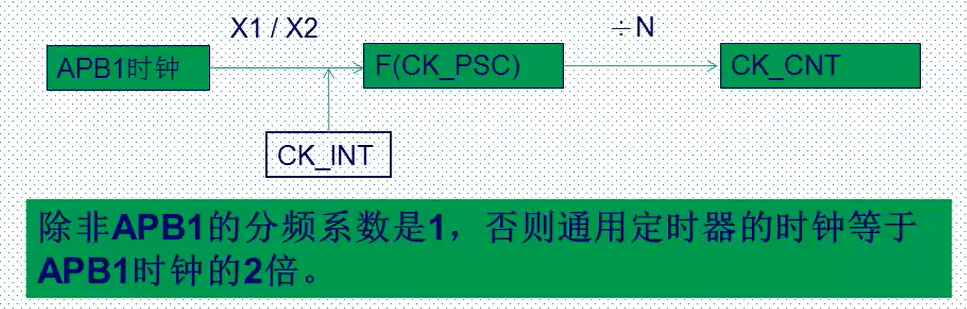 X1 / X2
÷N
APB1时钟
F(CK_PSC)
CK_CNT
CK_INT
除非APB1的分频系数是1，否则通用定时器的时钟等于
APB1时钟的2倍。